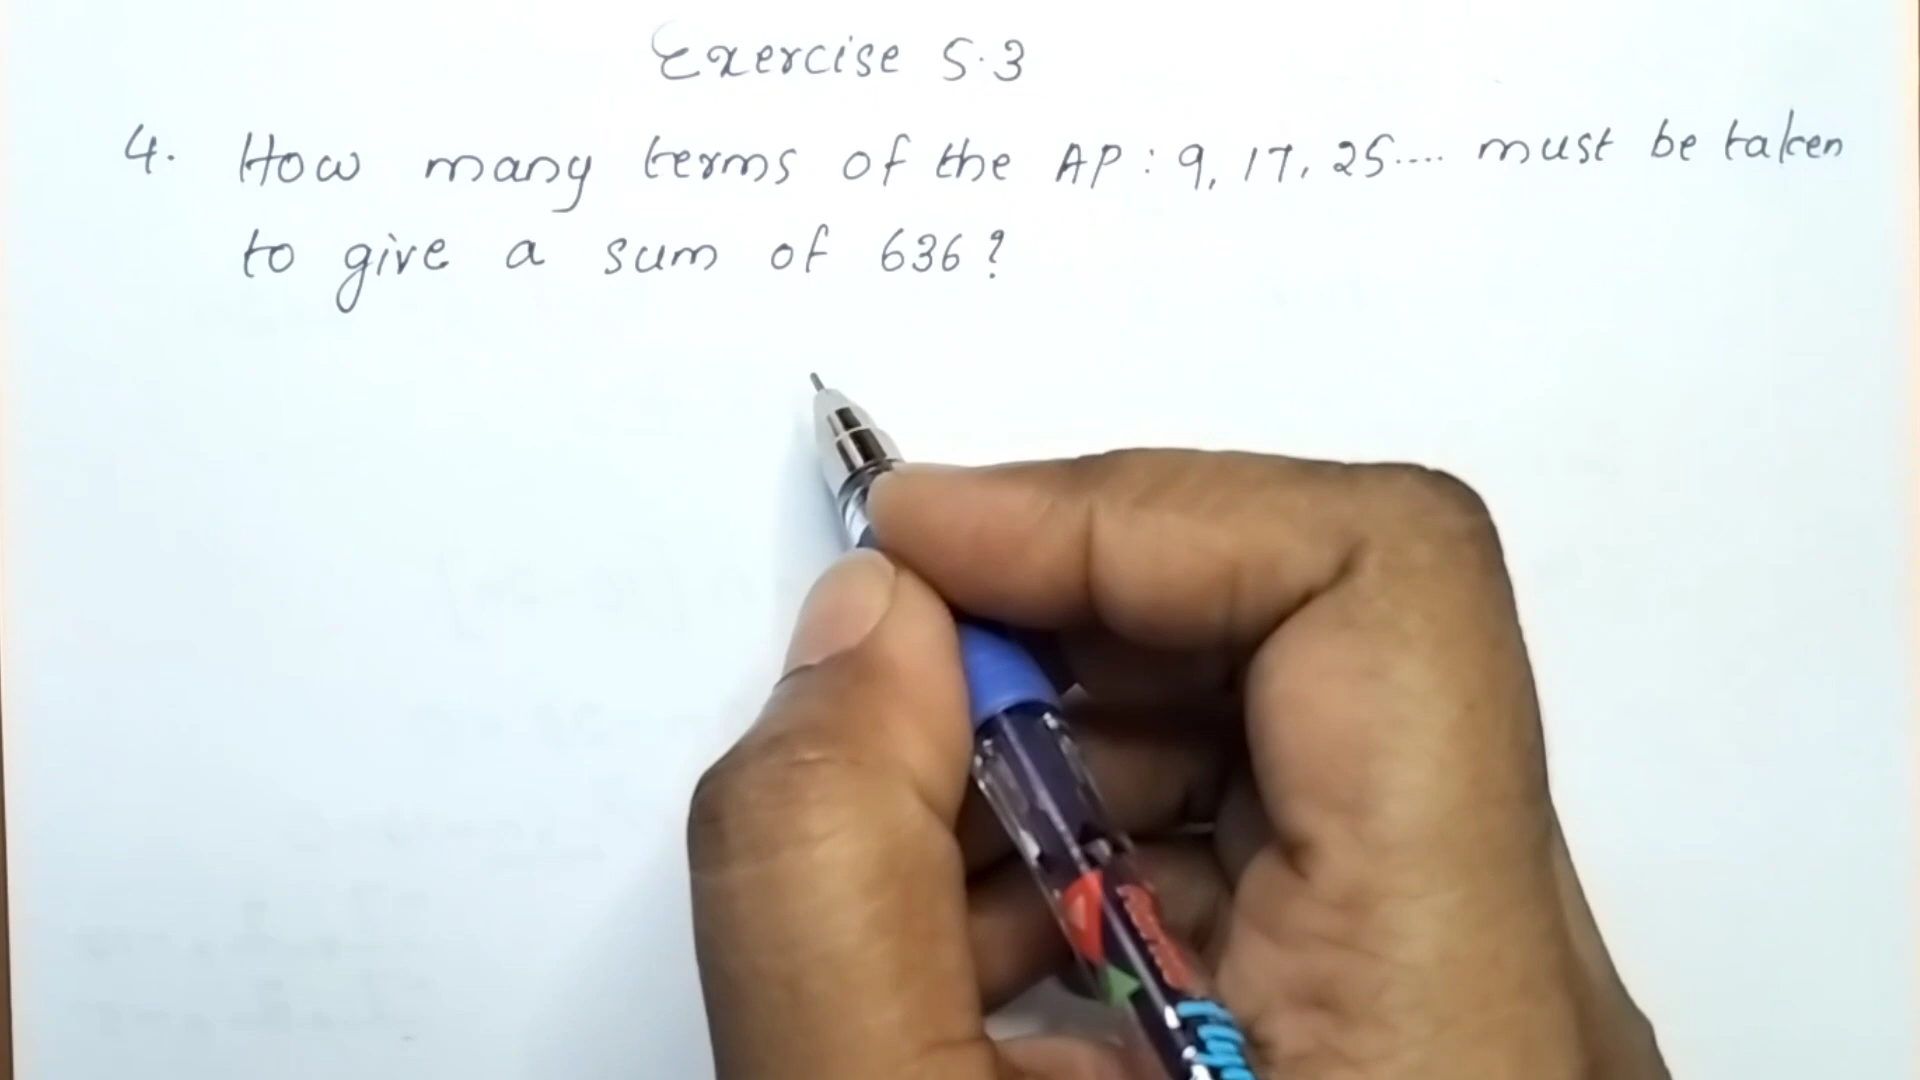 Exercise 5.3
4. How many terms of the AP : 9, 17, 25.... must be taken
to give a sum of 636?